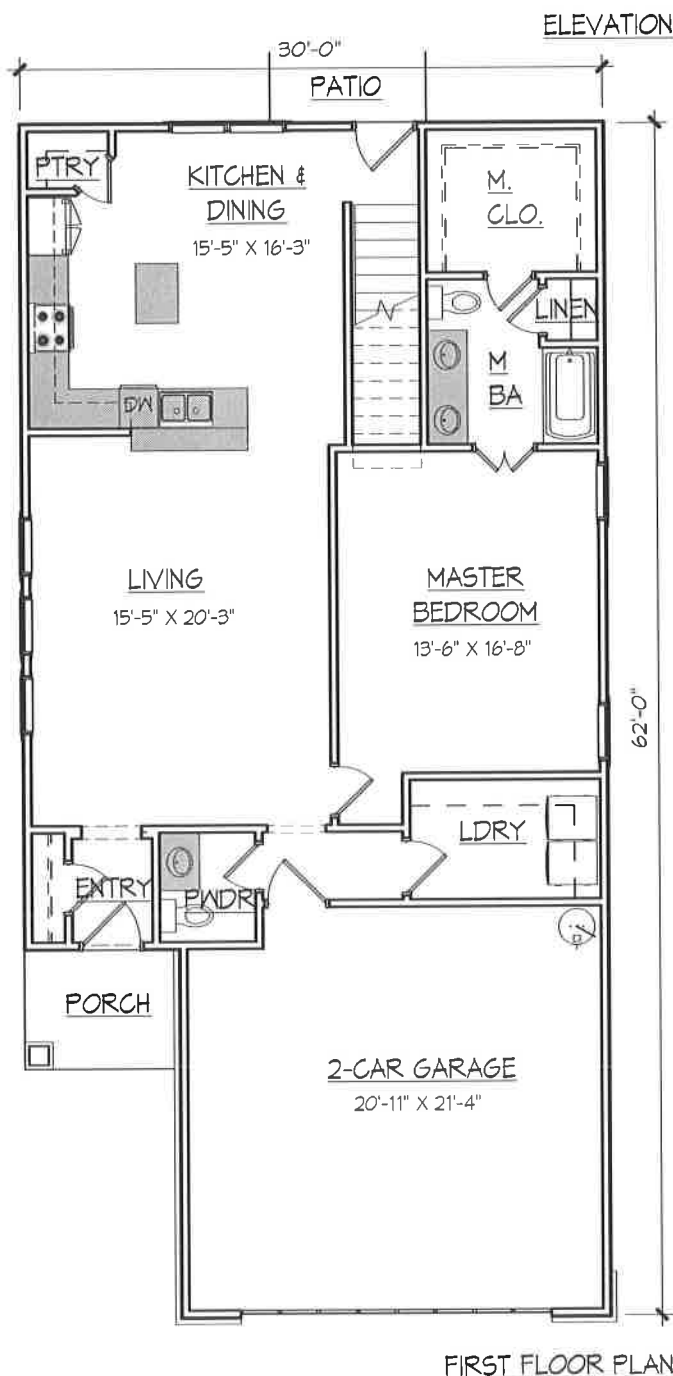 ELEVATION
30'-0"
PATIO
PTRY
KITCHEN &
DINING
15'-5" X 16'-3"
M.
CLO.
LINEN
M
BA
DW
LIVING
15'-5" X 20'-3"
MASTER
BEDROOM
13'-6" X 16'-8"
62'-0"
LDRY
ENTRY
PWDR
PORCH
2-CAR GARAGE
20'-11" X 21'-4"
FIRST FLOOR PLAN